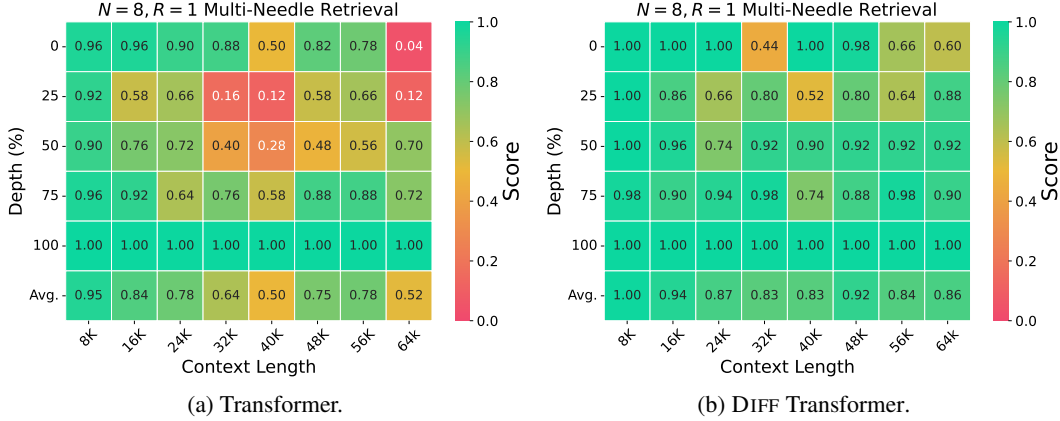 N = 8, R = 1 Multi-Needle Retrieval
0 0.96 0.96 0.90 0.88 0.50 0.82 0.78 0.04
25 0.92 0.58 0.66 0.16 0.12 0.58 0.66 0.12
50 0.90 0.76 0.72 0.40 0.28 0.48 0.56 0.70
75 0.96 0.92 0.64 0.76 0.58 0.88 0.88 0.72
100 1.00 1.00 1.00 1.00 1.00 1.00 1.00 1.00
Avg. 0.95 0.84 0.78 0.64 0.50 0.75 0.78 0.52
8K 16K 24K 32K 40K 48K 56K 64k
Depth (%)
Context Length
1.0
0.8
0.6
0.4
0.2
0.0
Score
(a) Transformer.
N = 8, R = 1 Multi-Needle Retrieval
0 1.00 1.00 1.00 0.44 1.00 0.98 0.66 0.60
25 1.00 0.86 0.66 0.80 0.52 0.80 0.64 0.88
50 1.00 0.96 0.74 0.92 0.90 0.92 0.92 0.92
75 0.98 0.90 0.94 0.98 0.74 0.88 0.98 0.90
100 1.00 1.00 1.00 1.00 1.00 1.00 1.00 1.00
Avg. 1.00 0.94 0.87 0.83 0.83 0.92 0.84 0.86
8K 16K 24K 32K 40K 48K 56K 64k
Depth (%)
Context Length
1.0
0.8
0.6
0.4
0.2
0.0
Score
(b) DIFF Transformer.